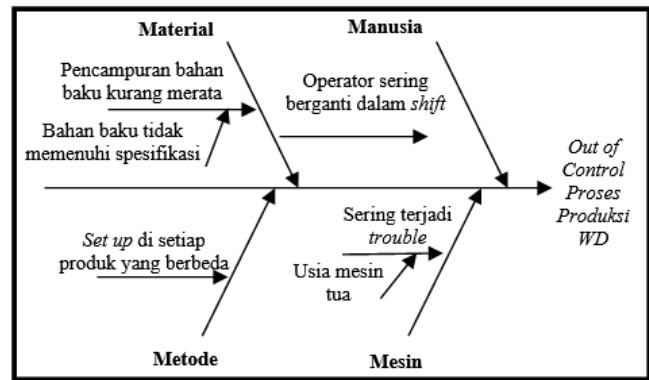 Material
Manusia
Pencampuran bahan
baku kurang merata
Bahan baku tidak
memenuhi spesifikasi
Operator sering
berganti dalam shift
Out of
Control
Proses
Produksi
WD
Set up di setiap
produk yang berbeda
Sering terjadi
trouble
Usia mesin
tua
Metode
Mesin